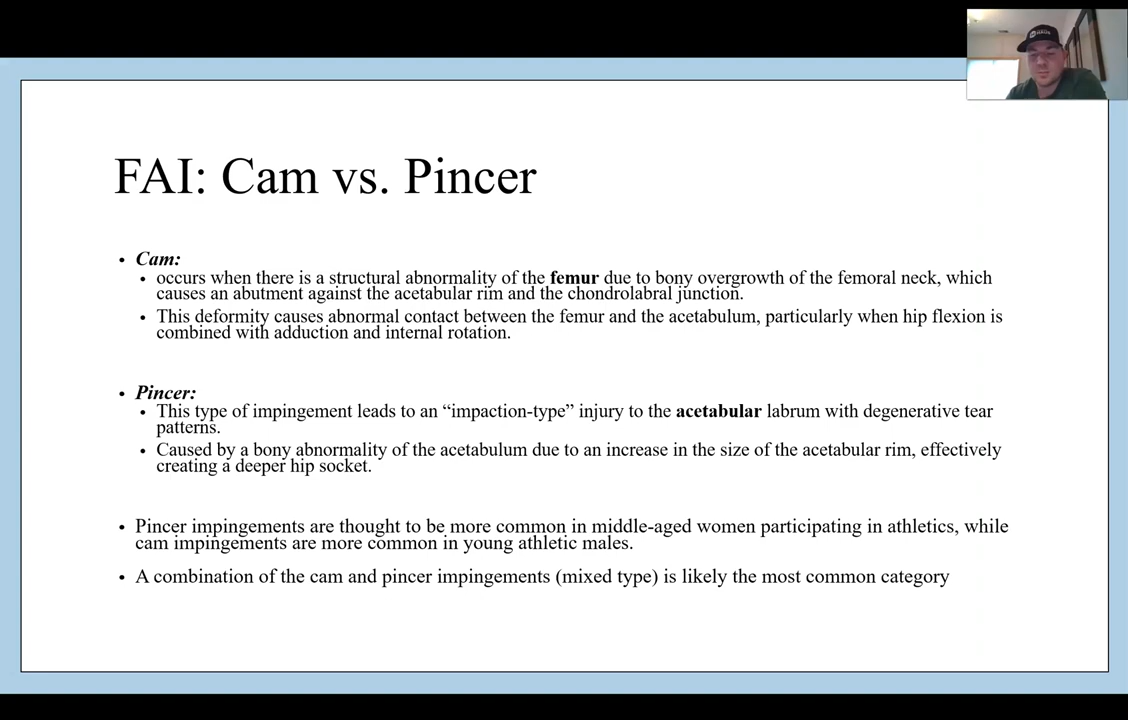 FAI: Cam vs. Pincer
• Cam:
• occurs when there is a structural abnormality of the femur due to bony overgrowth of the femoral neck, which
causes an abutment against the acetabular rim and the chondrolabral junction.
• This deformity causes abnormal contact between the femur and the acetabulum, particularly when hip flexion is
combined with adduction and internal rotation.
• Pincer:
• This type of impingement leads to an “impaction-type” injury to the acetabular labrum with degenerative tear
patterns.
• Caused by a bony abnormality of the acetabulum due to an increase in the size of the acetabular rim, effectively
creating a deeper hip socket.
• Pincer impingements are thought to be more common in middle-aged women participating in athletics, while
cam impingements are more common in young athletic males.
• A combination of the cam and pincer impingements (mixed type) is likely the most common category